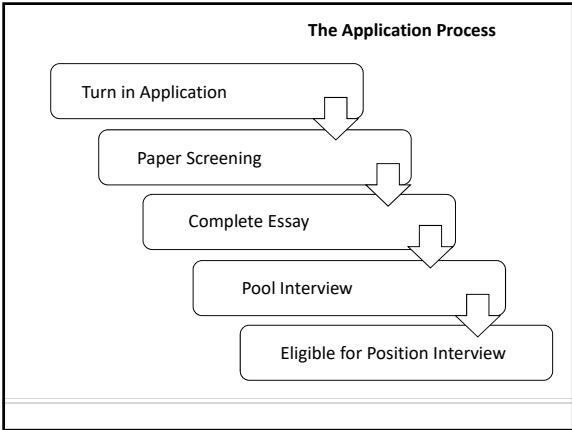 The Application Process
Turn in Application
Paper Screening
Complete Essay
Pool Interview
Eligible for Position Interview